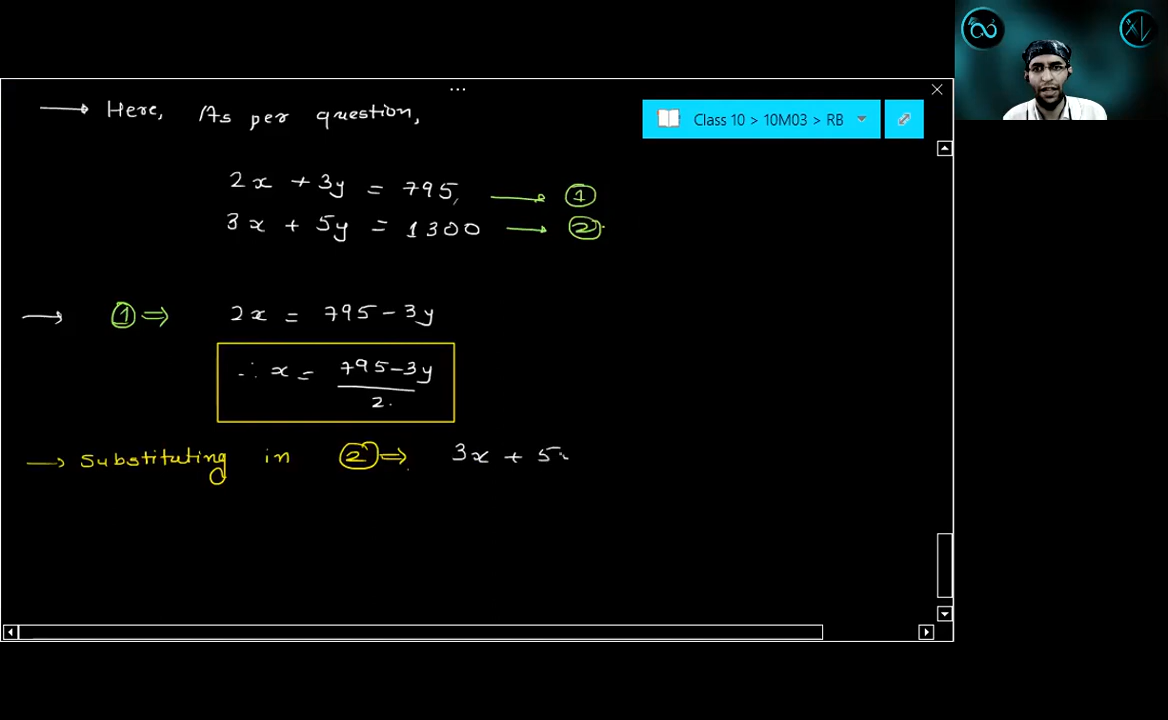 ...
→ Here, As per question,
Class 10 > 10M03 > RB
2x + 3y = 795, → ①
3x + 5y = 1300 → ②
→ ① ⇒ 2x = 795 - 3y
∴ x = 795-3y / 2.
→ Substituting in ② ⇒ 3x + 5